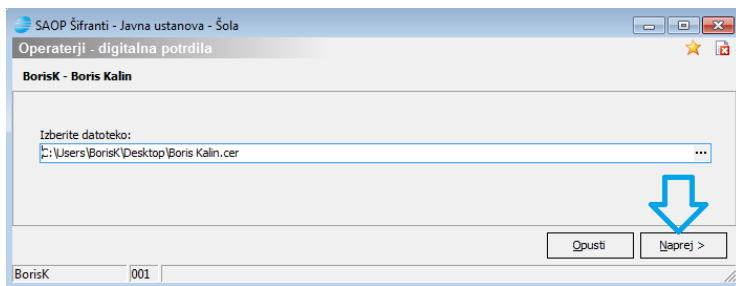 SAOP Šifranti - Javna ustanova - Šola
Operaterji - digitalna potrdila
BorisK - Boris Kalin
Izberite datoteko:
C:\Users\BorisK\Desktop\Boris Kalin.cer
...
Opusti
Naprej >
BorisK 001